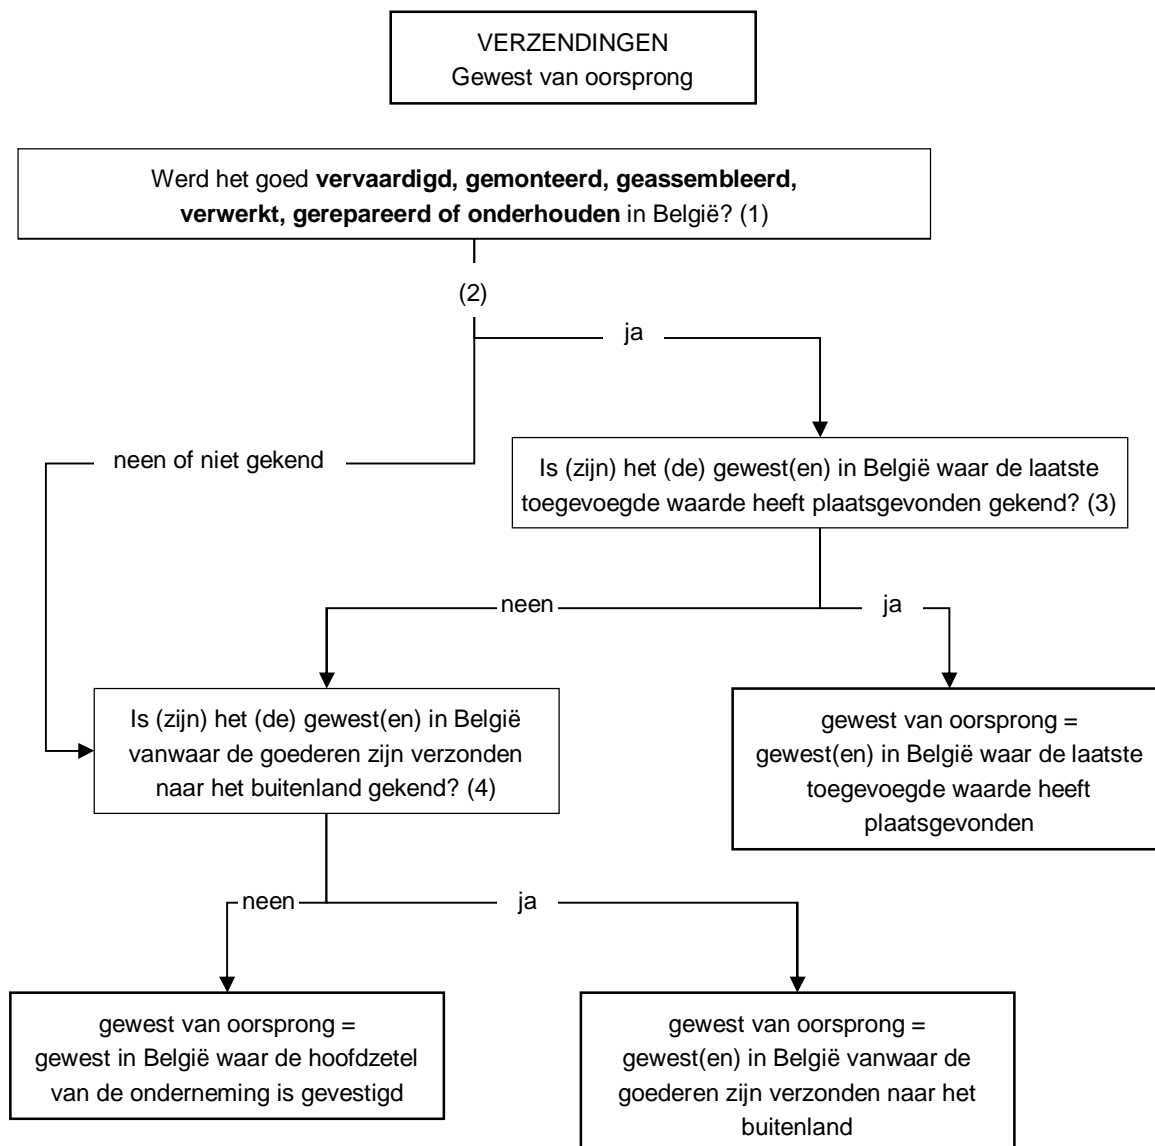 VERZENDINGEN
Gewest van oorsprong
Werd het goed vervaardigd, gemonteerd, geassembleerd,
verwerkt, gerepareerd of onderhouden in België? (1)
(2)
ja
neen of niet gekend
Is (zijn) het (de) gewest(en) in België waar de laatste
toegevoegde waarde heeft plaatsgevonden gekend? (3)
neen
ja
Is (zijn) het (de) gewest(en) in België
vanwaar de goederen zijn verzonden
naar het buitenland gekend? (4)
gewest van oorsprong =
gewest(en) in België waar de laatste
toegevoegde waarde heeft
plaatsgevonden
neen
ja
gewest van oorsprong =
gewest in België waar de hoofdzetel
van de onderneming is gevestigd
gewest van oorsprong =
gewest(en) in België vanwaar de
goederen zijn verzonden naar het
buitenland